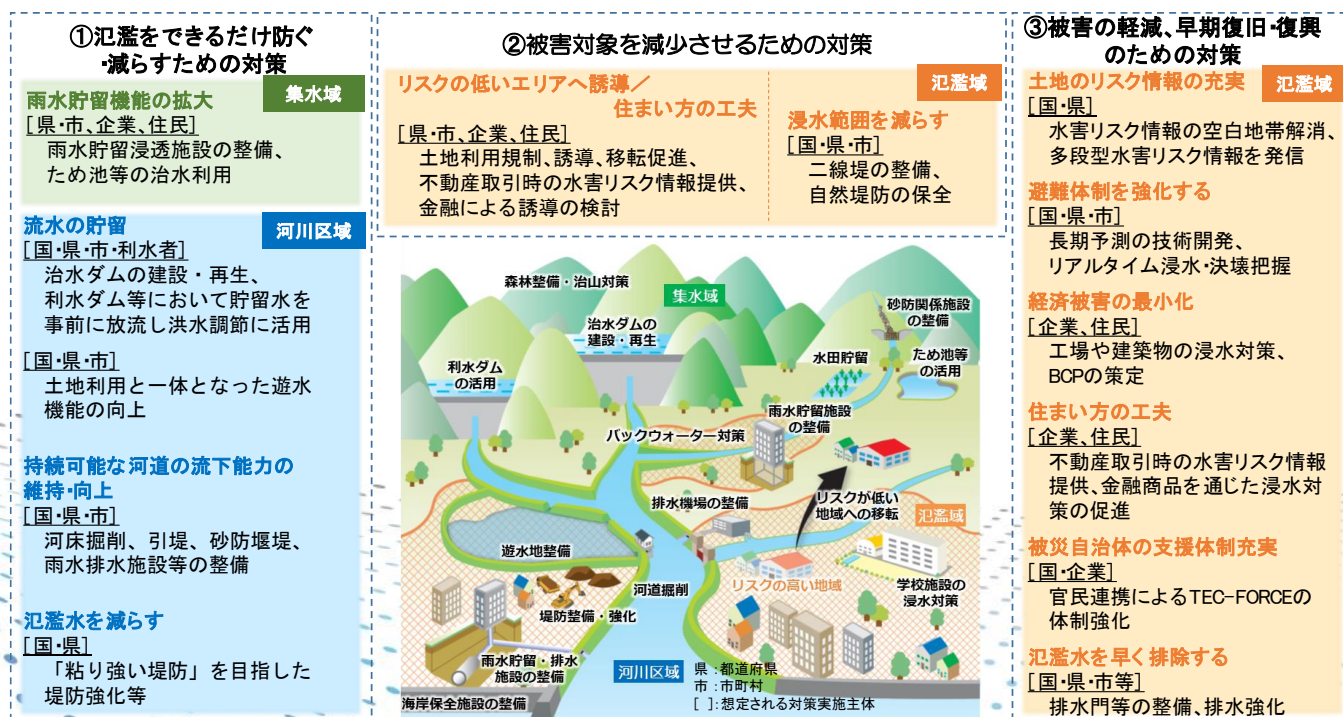 ①氾濫をできるだけ防ぐ
・減らすための対策
集水域
雨水貯留機能の拡大
[県・市、企業、住民]
雨水貯留浸透施設の整備、
ため池等の治水利用
河川区域
流水の貯留
[国・県・市・利水者]
治水ダムの建設・再生、
利水ダム等において貯留水を
事前に放流し洪水調節に活用
[国・県・市]
土地利用と一体となった遊水
機能の向上
持続可能な河道の流下能力の
維持・向上
[国・県・市]
河床掘削、引堤、砂防堰堤、
雨水排水施設等の整備
氾濫水を減らす
[国・県]
「粘り強い堤防」を目指した
堤防強化等
②被害対象を減少させるための対策
氾濫域
リスクの低いエリアへ誘導／
住まい方の工夫
[県・市、企業、住民]
土地利用規制、誘導、移転促進、
不動産取引時の水害リスク情報提供、
金融による誘導の検討
浸水範囲を減らす
[国・県・市]
二線堤の整備、
自然堤防の保全
森林整備・治山対策
集水域
砂防関係施設
の整備
治水ダムの
建設・再生
水田貯留
ため池等
の活用
利水ダム
の活用
雨水貯留施設
の整備
バックウォーター対策
排水機場の整備
リスクが低い
地域への移転
氾濫域
遊水地整備
河道掘削
リスクの高い地域
学校施設の
浸水対策
堤防整備・強化
雨水貯留・排水
施設の整備
河川区域
海岸保全施設の整備
県：都道府県
市：市町村
[ ]：想定される対策実施主体
③被害の軽減、早期復旧・復興
のための対策
氾濫域
土地のリスク情報の充実
[国・県]
水害リスク情報の空白地帯解消、
多段型水害リスク情報を発信
避難体制を強化する
[国・県・市]
長期予測の技術開発、
リアルタイム浸水・決壊把握
経済被害の最小化
[企業、住民]
工場や建築物の浸水対策、
BCPの策定
住まい方の工夫
[企業、住民]
不動産取引時の水害リスク情報
提供、金融商品を通じた浸水対
策の促進
被災自治体の支援体制充実
[国・企業]
官民連携によるTEC-FORCEの
体制強化
氾濫水を早く排除する
[国・県・市等]
排水門等の整備、排水強化